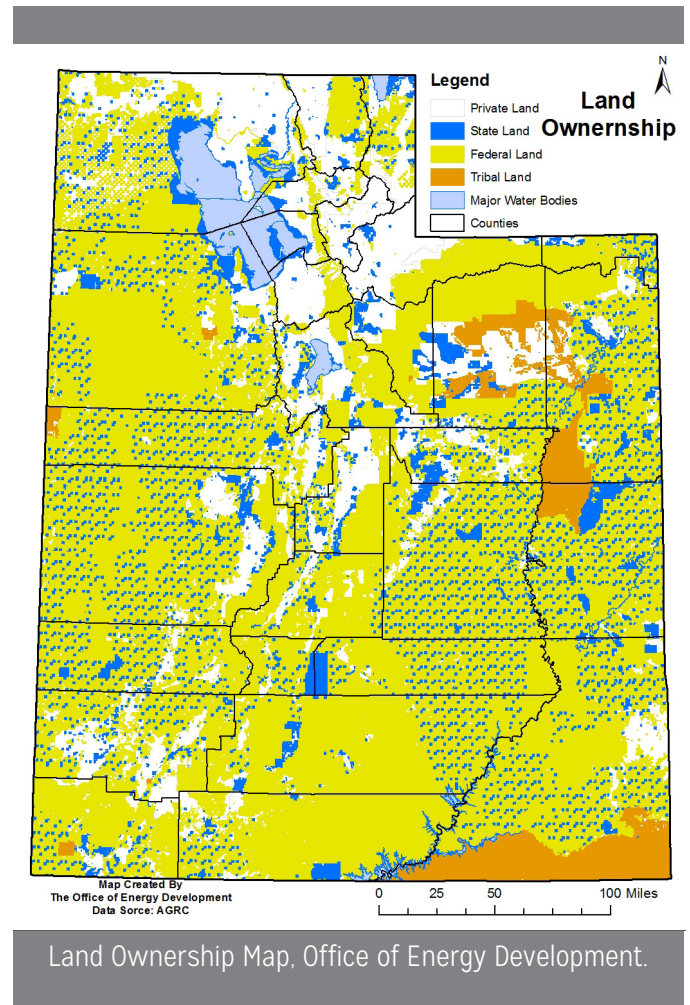 N
Legend
Land
Ownernship
Private Land
State Land
Federal Land
Tribal Land
Major Water Bodies
Counties
Map Created By
The Office of Energy Development
Data Sorce: AGRC
0 25 50 100 Miles
Land Ownership Map, Office of Energy Development.